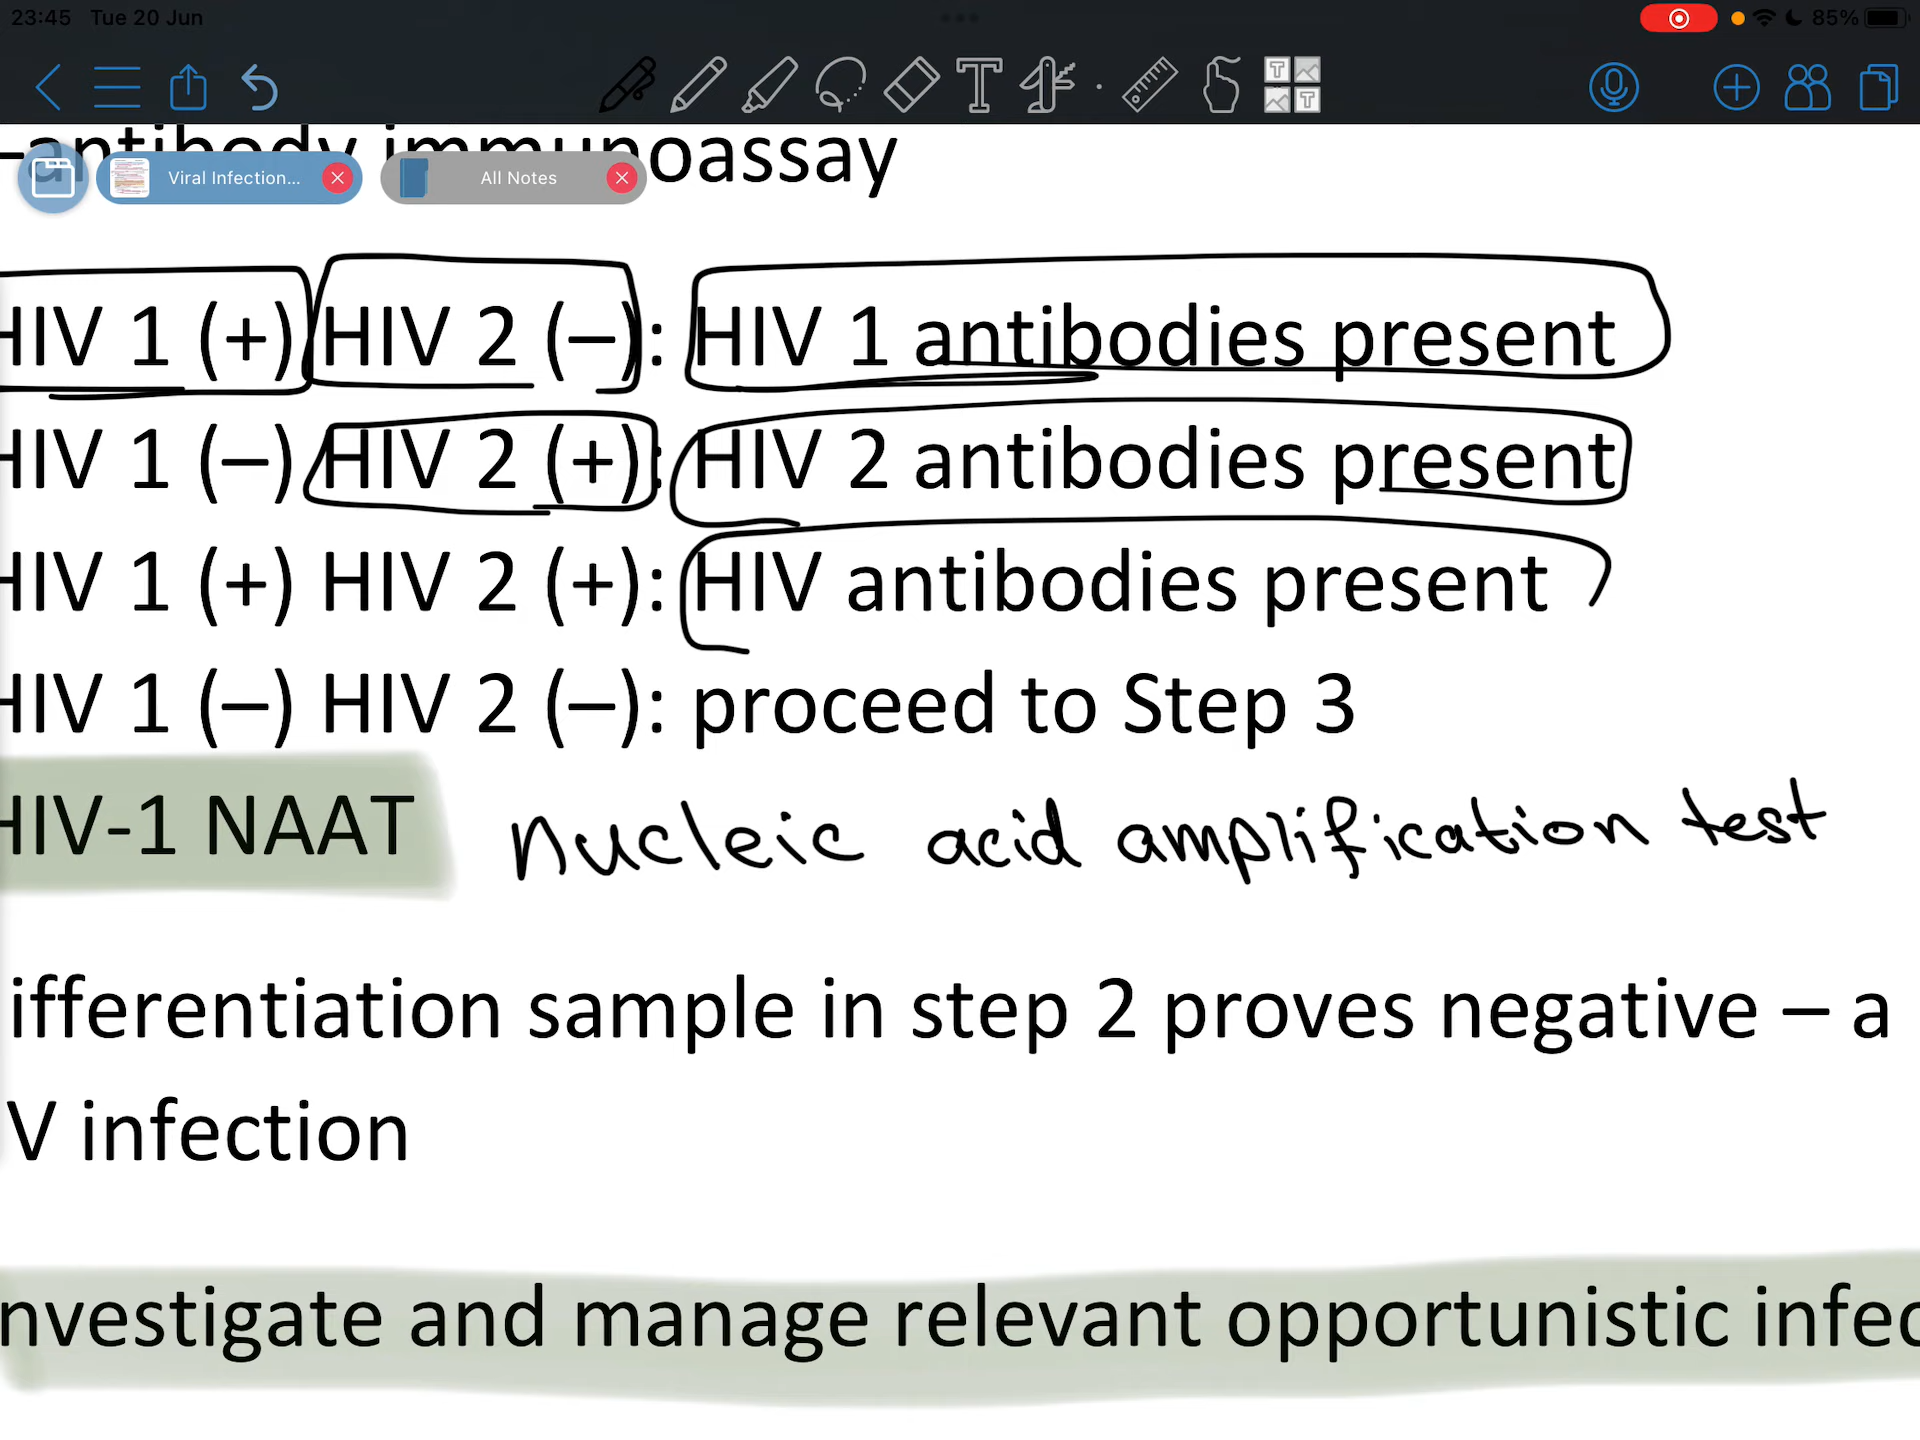 23:45 Tue 20 Jun
85%
-antibody immunoassay
Viral Infection...
All Notes
HIV 1 (+) HIV 2 (–): HIV 1 antibodies present
HIV 1 (–) HIV 2 (+): HIV 2 antibodies present
HIV 1 (+) HIV 2 (+): HIV antibodies present
HIV 1 (–) HIV 2 (–): proceed to Step 3
HIV-1 NAAT nucleic acid amplification test
ifferentiation sample in step 2 proves negative – a
V infection
nvestigate and manage relevant opportunistic infec